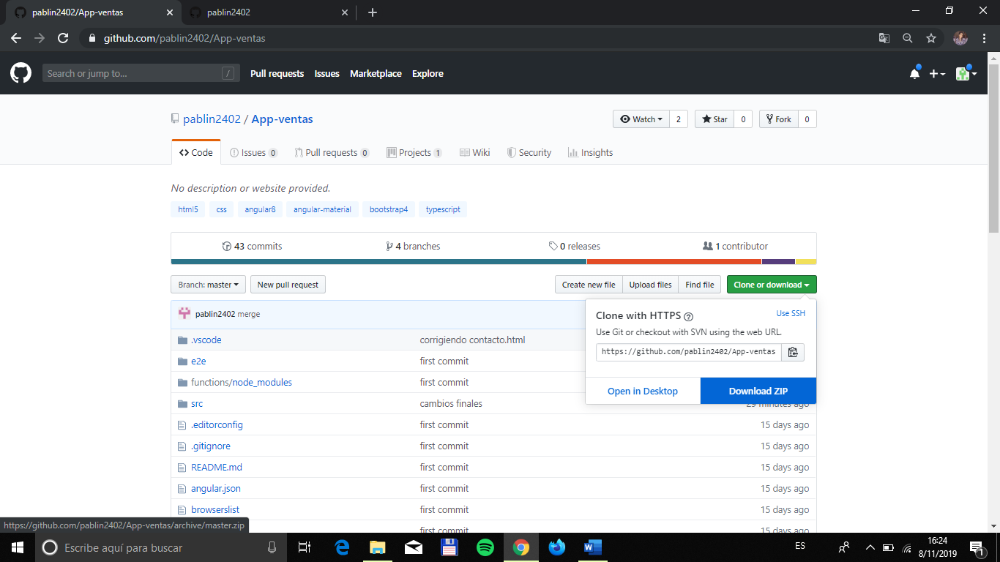 pablin2402/App-ventas
pablin2402
github.com/pablin2402/App-ventas
Search or jump to... /
Pull requests Issues Marketplace Explore
pablin2402 / App-ventas
Watch 2 Star 0 Fork 0
Code Issues 0 Pull requests 0 Projects 1 Wiki Security Insights
No description or website provided.
html5 css angular8 angular-material bootstrap4 typescript
43 commits 4 branches 0 releases 1 contributor
Branch: master New pull request Create new file Upload files Find file Clone or download
pablin2402 merge
Clone with HTTPS ? Use SSH
Use Git or checkout with SVN using the web URL.
https://github.com/pablin2402/App-ventas
Open in Desktop Download ZIP
.vscode corrigiendo contacto.html
e2e first commit
functions/node_modules first commit
src cambios finales 29 minutes ago
.editorconfig first commit 15 days ago
.gitignore first commit 15 days ago
README.md first commit 15 days ago
angular.json first commit 15 days ago
browserslist first commit 15 days ago
first commit 15 days ago
https://github.com/pablin2402/App-ventas/archive/master.zip
Escribe aquí para buscar
ES
16:24
8/11/2019
1